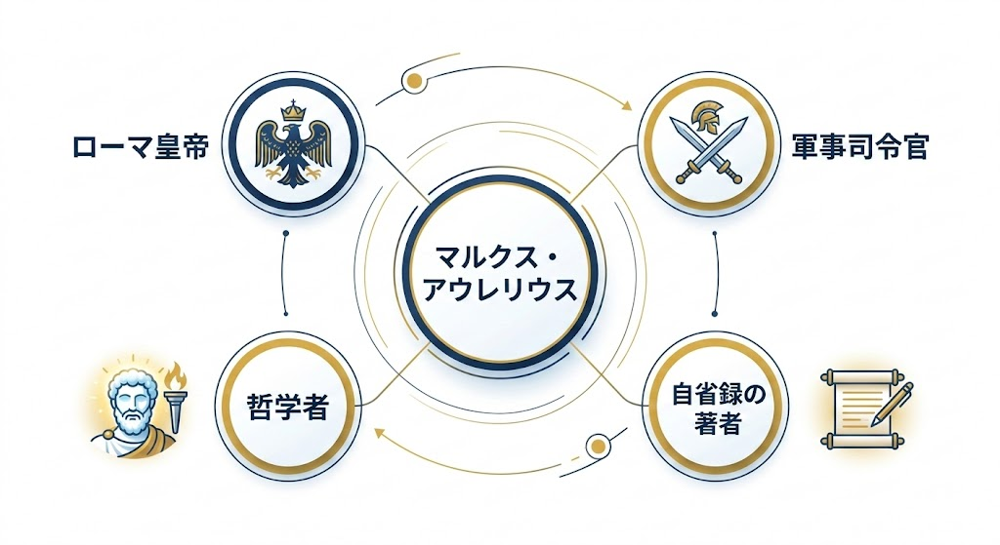 ローマ皇帝
軍事司令官
マルクス・
アウレリウス
哲学者
自省録の
著者